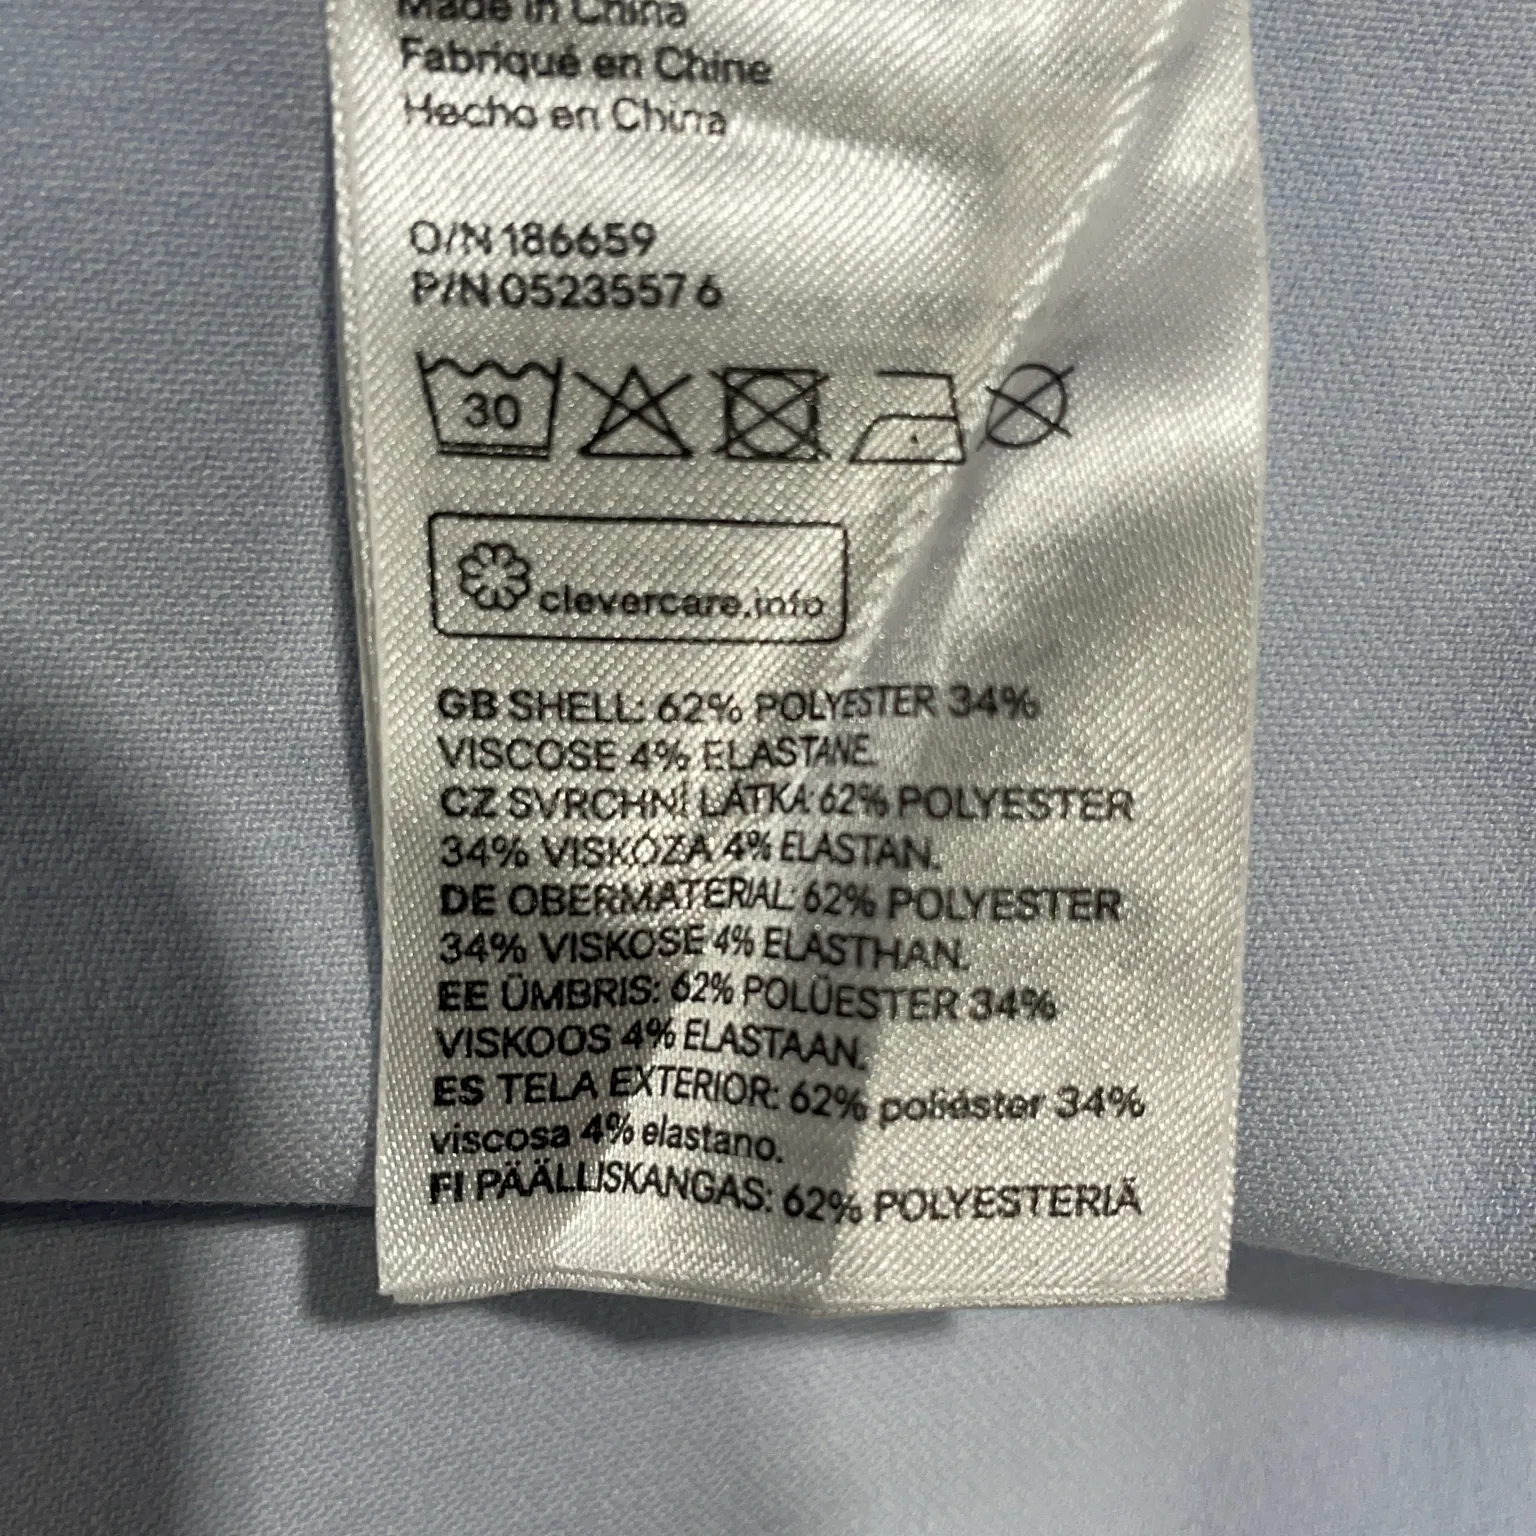 Made in China
Fabriqué en Chine
Hecho en China
O/N 186659
P/N 0523557 6
30
clevercare.info
GB SHELL: 62% POLYESTER 34%
VISCOSE 4% ELASTANE.
CZ SVRCHNÍ LÁTKA: 62% POLYESTER
34% VISKÓZA 4% ELASTAN.
DE OBERMATERIAL: 62% POLYESTER
34% VISKOSE 4% ELASTHAN.
EE ÜMBRIS: 62% POLÜESTER 34%
VISKOOS 4% ELASTAAN.
ES TELA EXTERIOR: 62% poliéster 34%
viscosa 4% elastano.
FI PÄÄLLISKANGAS: 62% POLYESTERIÄ